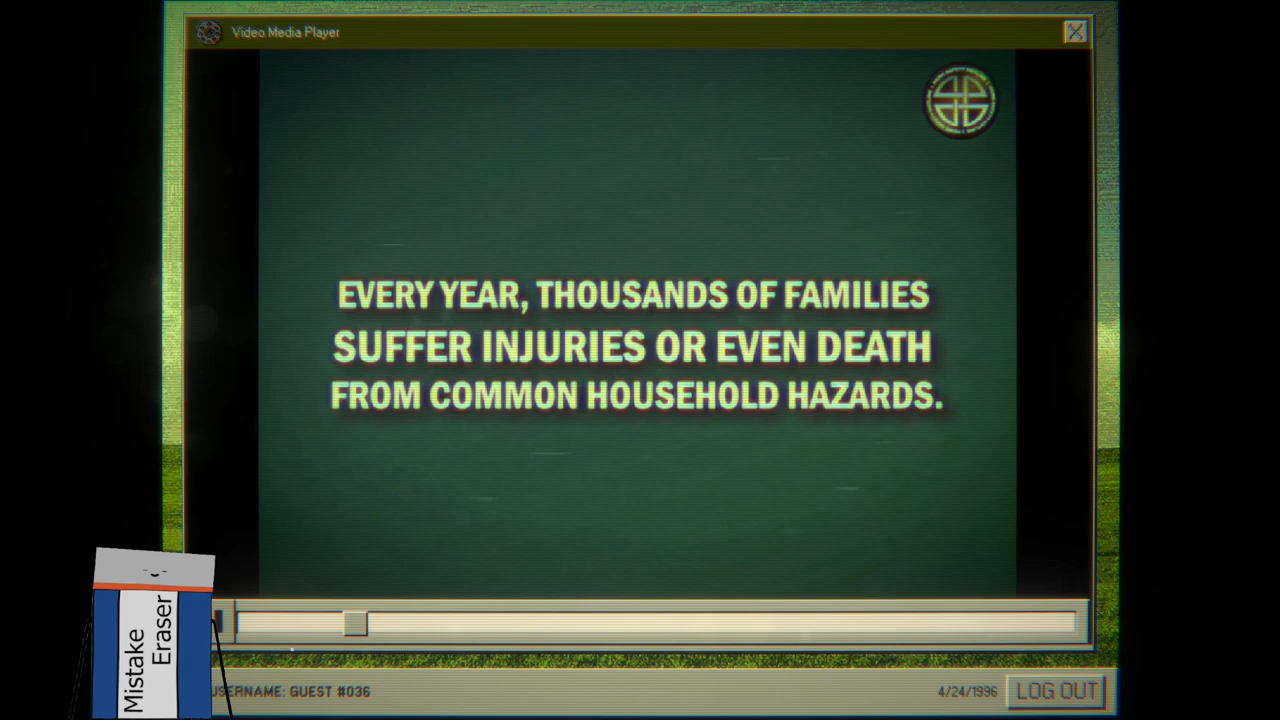 Video Media Player
EVERY YEAR, THOUSANDS OF FAMILIES
SUFFER INJURIES OR EVEN DEATH
FROM COMMON HOUSEHOLD HAZARDS.
Mistake
Eraser
USERNAME: GUEST #036
4/24/1996
LOG OUT